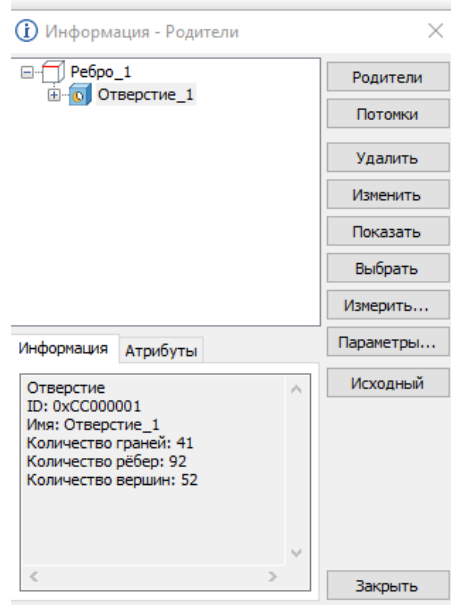 Информация - Родители
Ребро_1
Отверстие_1
Родители
Потомки
Удалить
Изменить
Показать
Выбрать
Измерить...
Параметры...
Исходный
Информация
Атрибуты
Отверстие
ID: 0xCC000001
Имя: Отверстие_1
Количество граней: 41
Количество рёбер: 92
Количество вершин: 52
Закрыть